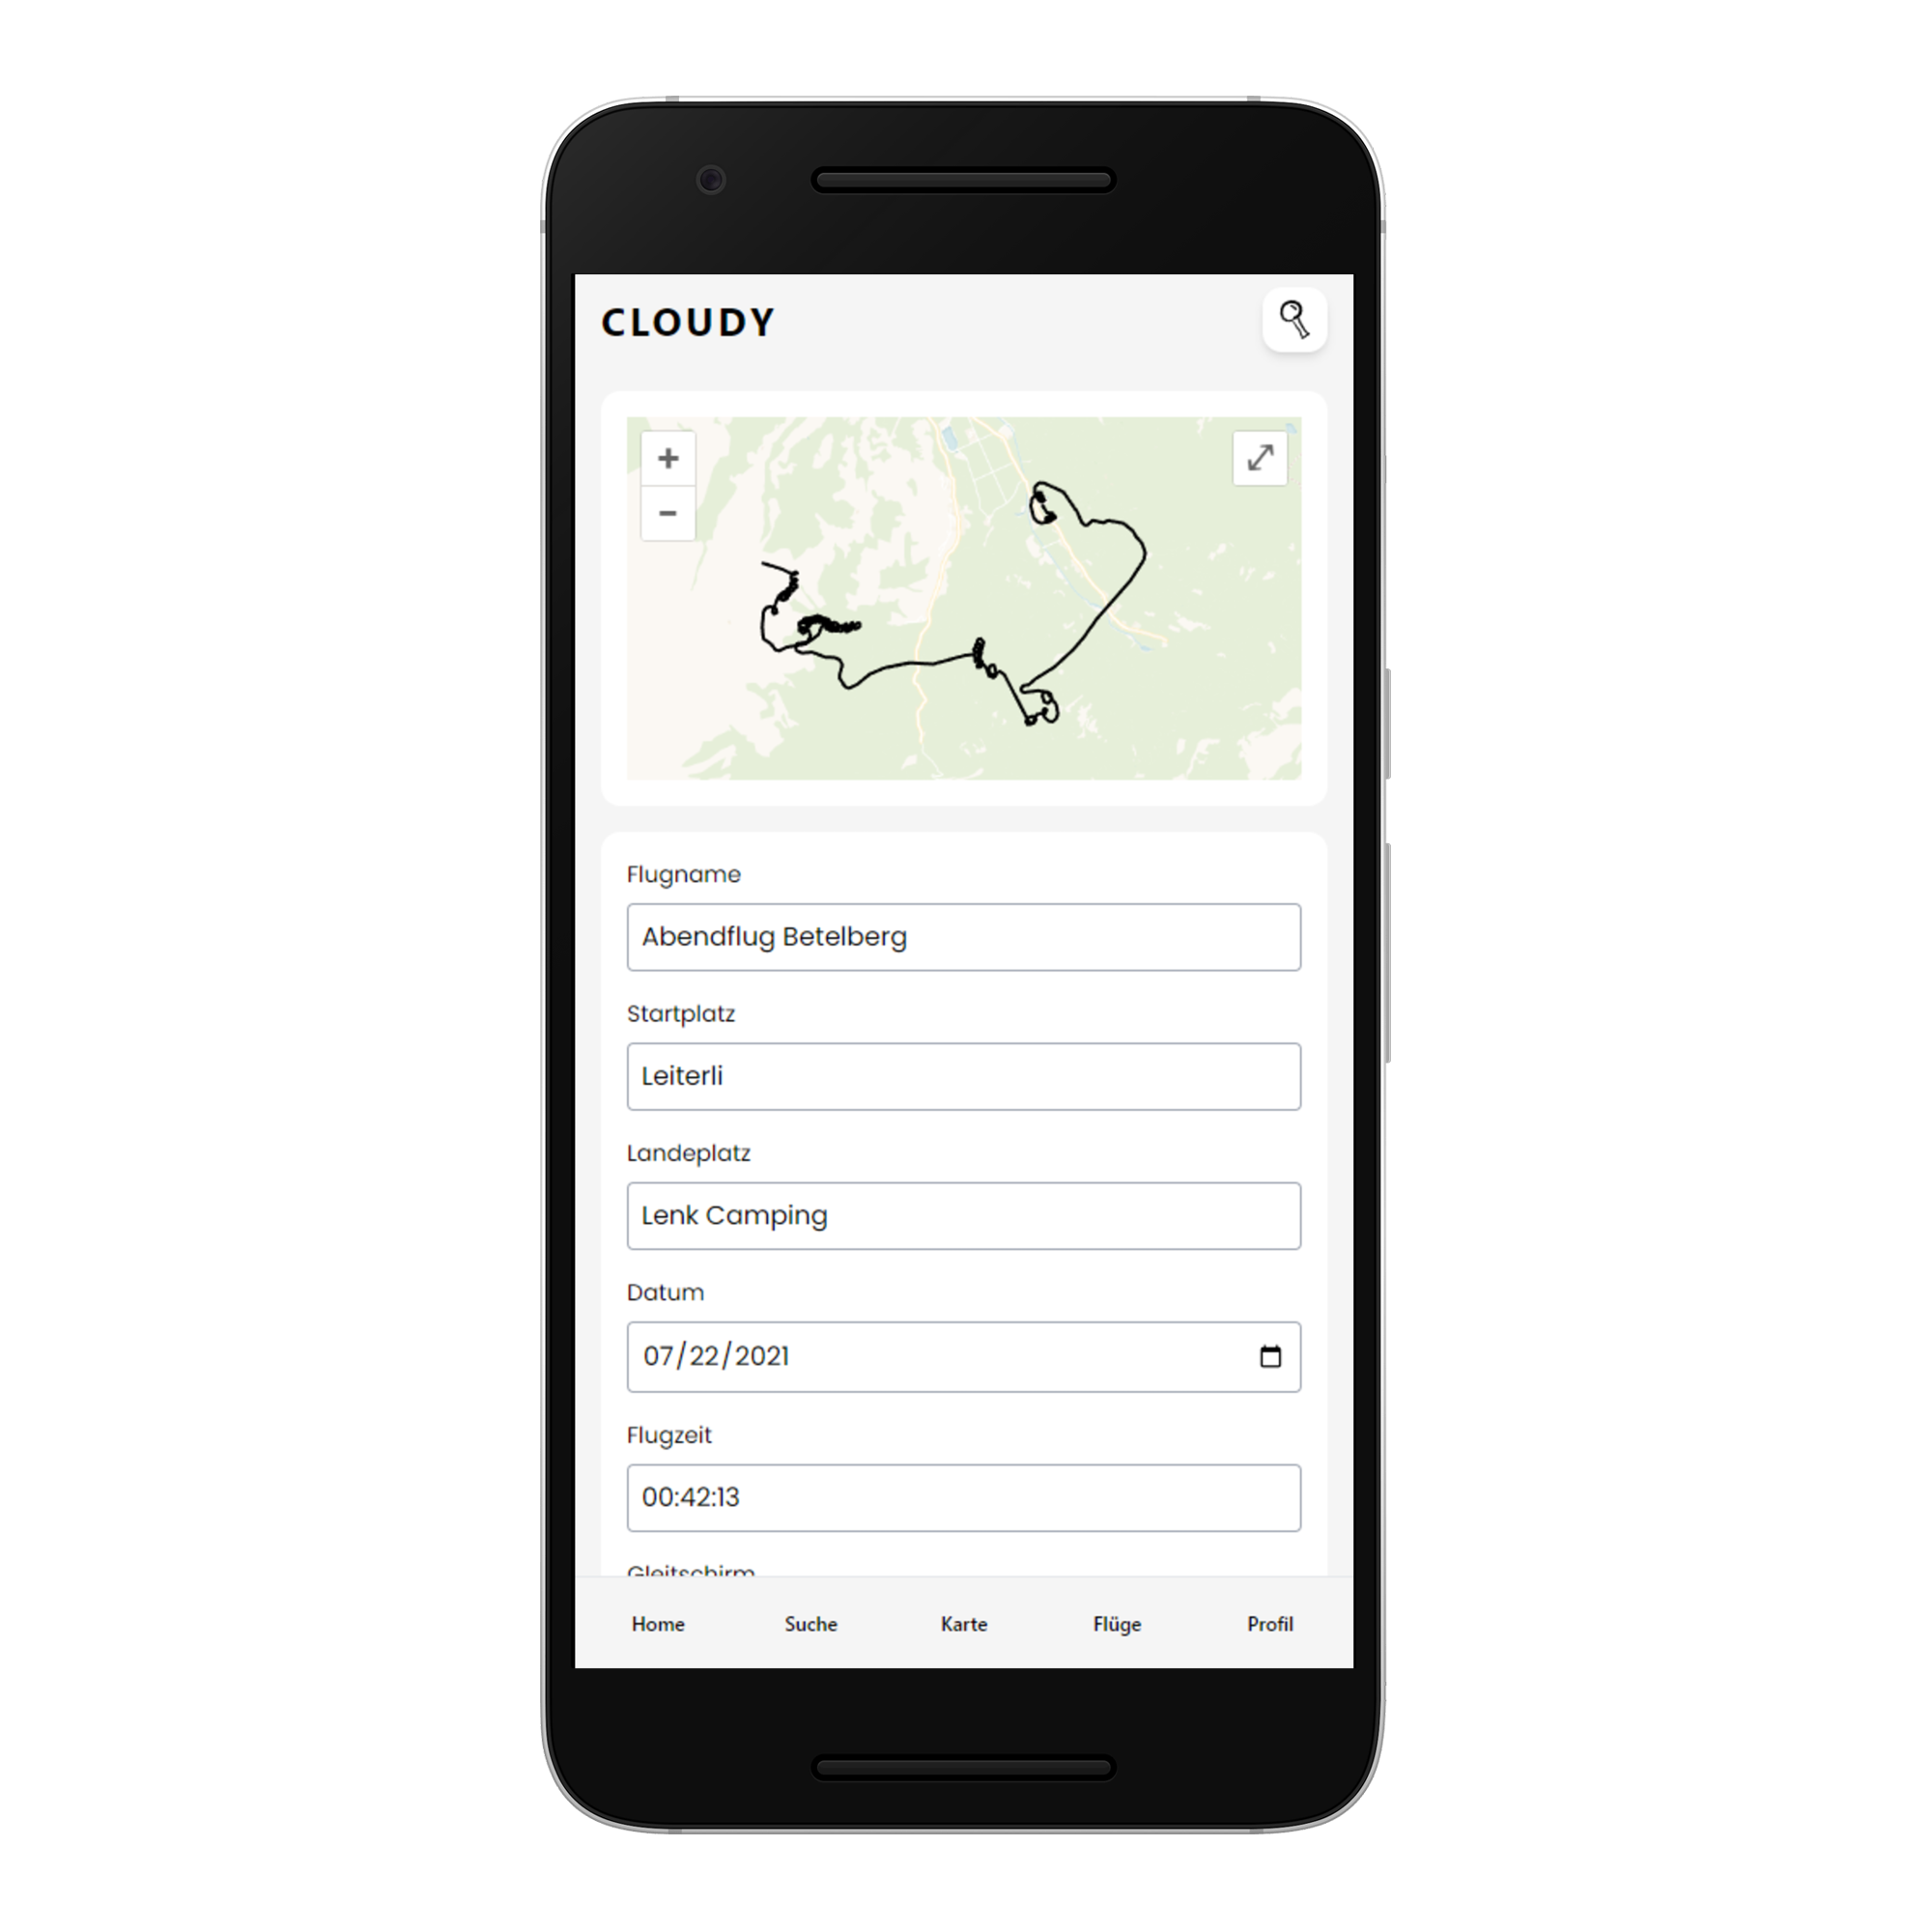 CLOUDY
+
−
Flugname
Abendflug Betelberg
Startplatz
Leiterli
Landeplatz
Lenk Camping
Datum
07/22/2021
Flugzeit
00:42:13
Gleitschirm
Home Suche Karte Flüge Profil